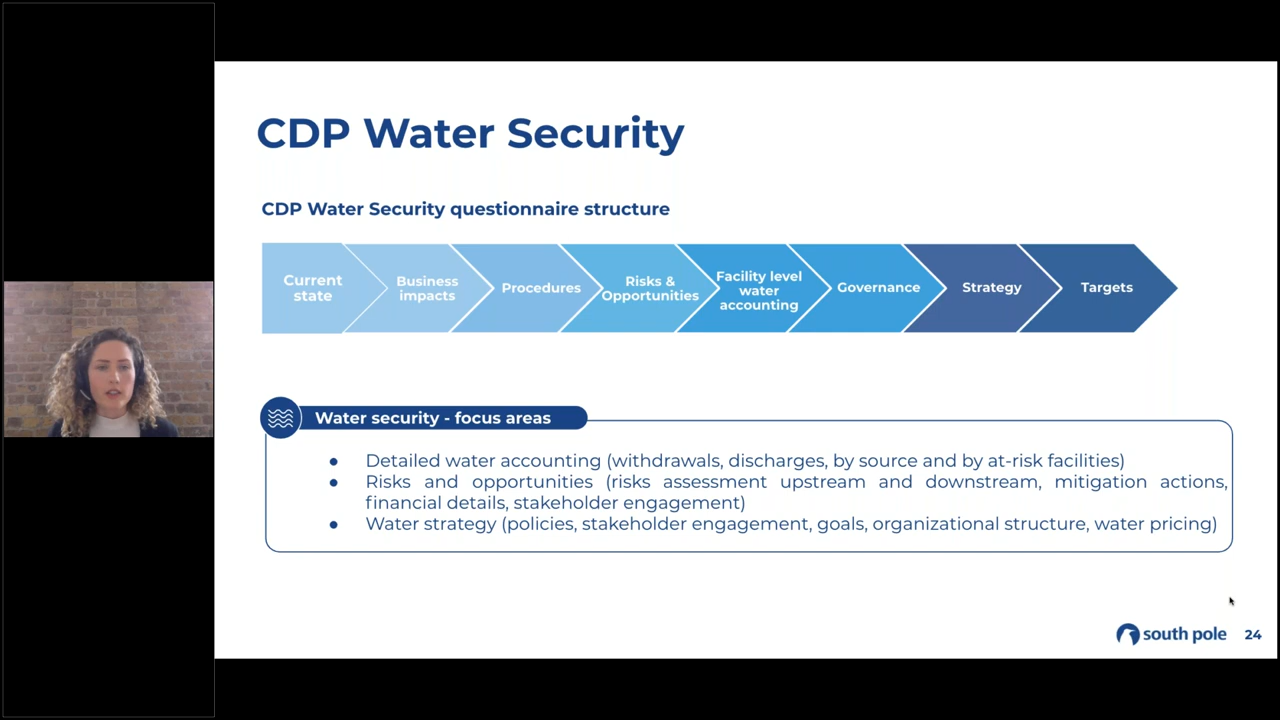 CDP Water Security
CDP Water Security questionnaire structure
Current
state
Business
impacts
Procedures
Risks &
Opportunities
Facility level
water
accounting
Governance
Strategy
Targets
Water security - focus areas
● Detailed water accounting (withdrawals, discharges, by source and by at-risk facilities)
● Risks and opportunities (risks assessment upstream and downstream, mitigation actions,
financial details, stakeholder engagement)
● Water strategy (policies, stakeholder engagement, goals, organizational structure, water pricing)
south pole
24